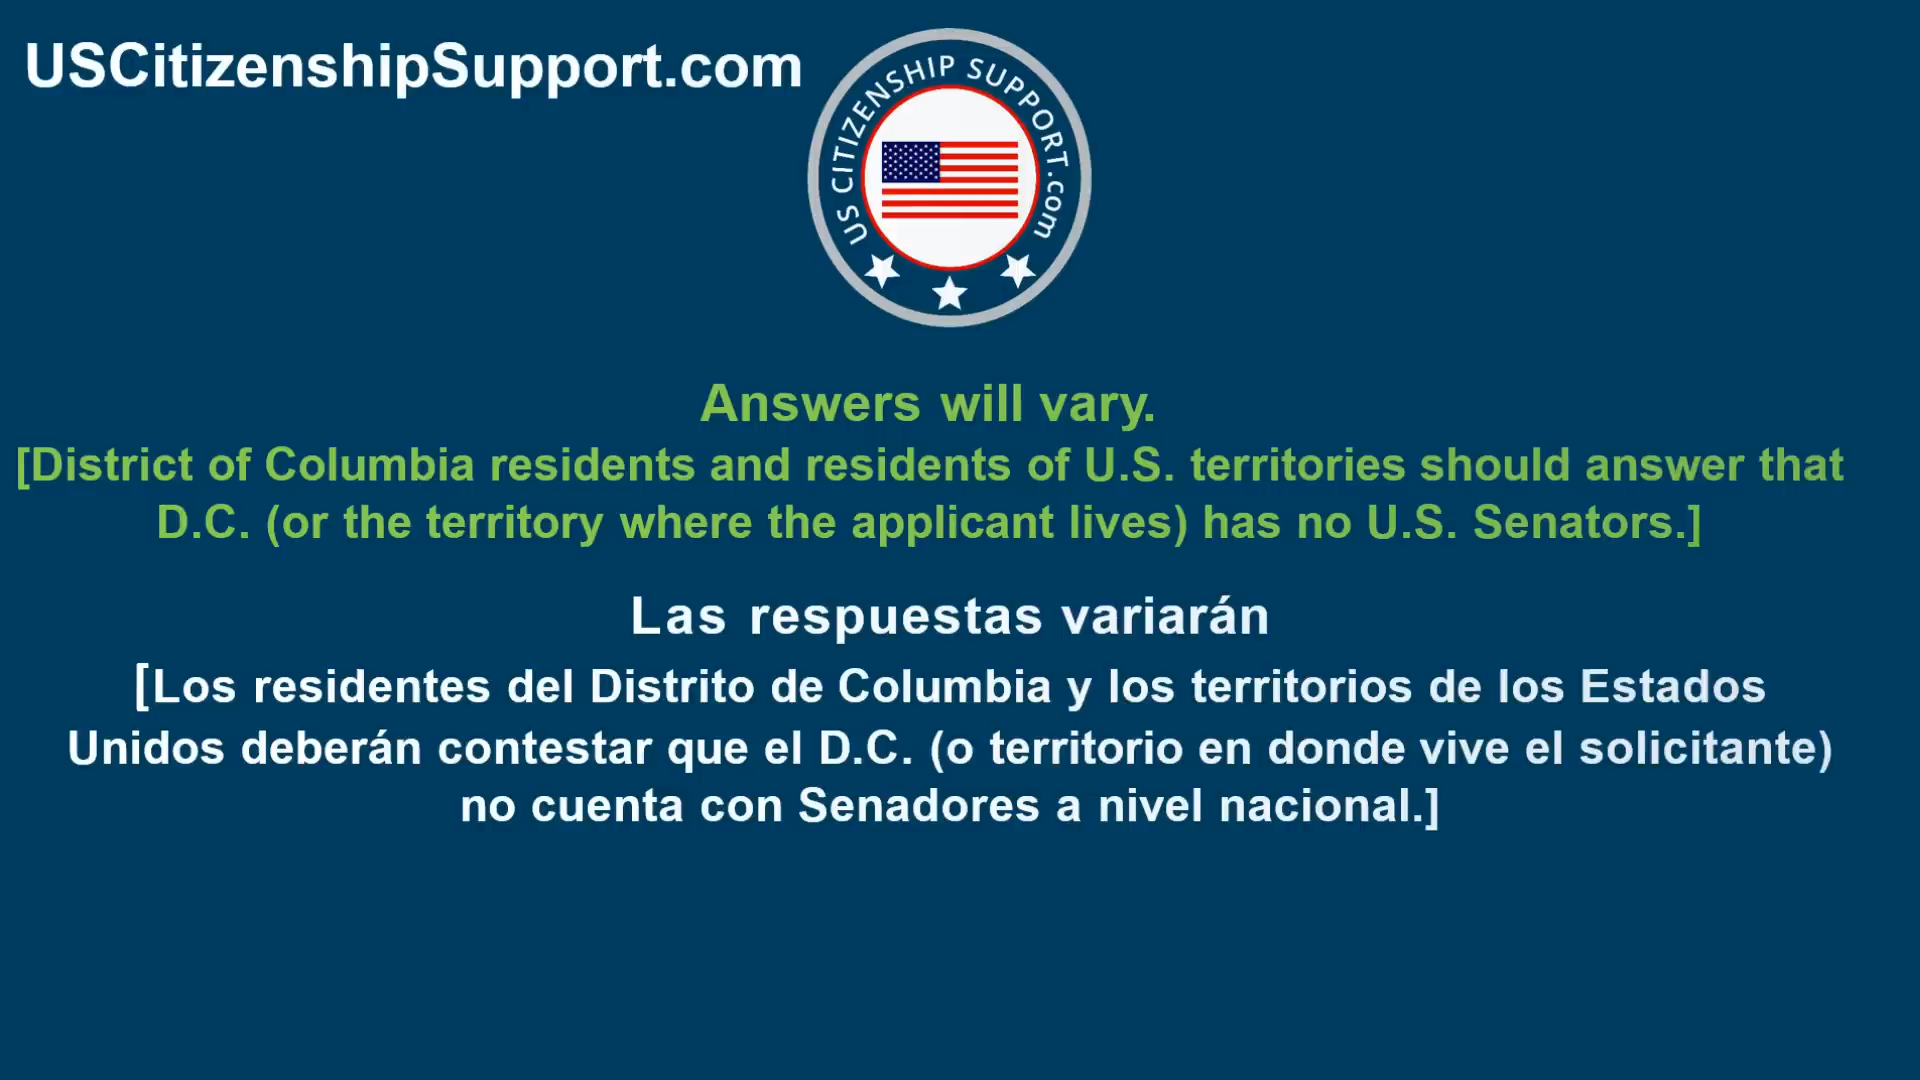 USCitizenshipSupport.com
US CITIZENSHIP SUPPORT.com
Answers will vary.
[District of Columbia residents and residents of U.S. territories should answer that
D.C. (or the territory where the applicant lives) has no U.S. Senators.]
Las respuestas variarán
[Los residentes del Distrito de Columbia y los territorios de los Estados
Unidos deberán contestar que el D.C. (o territorio en donde vive el solicitante)
no cuenta con Senadores a nivel nacional.]